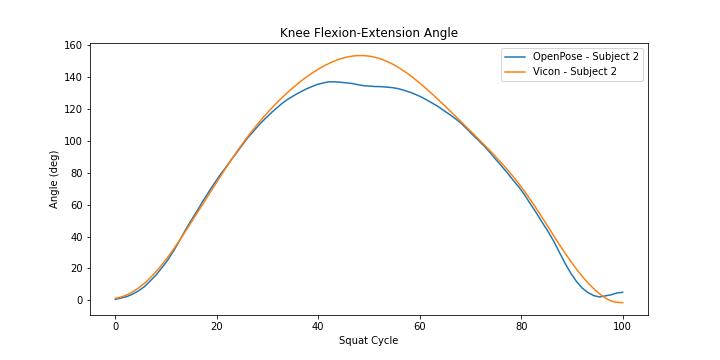 Knee Flexion-Extension Angle
OpenPose - Subject 2
Vicon - Subject 2
Angle (deg)
160
140
120
100
80
60
40
20
0
0 20 40 60 80 100
Squat Cycle